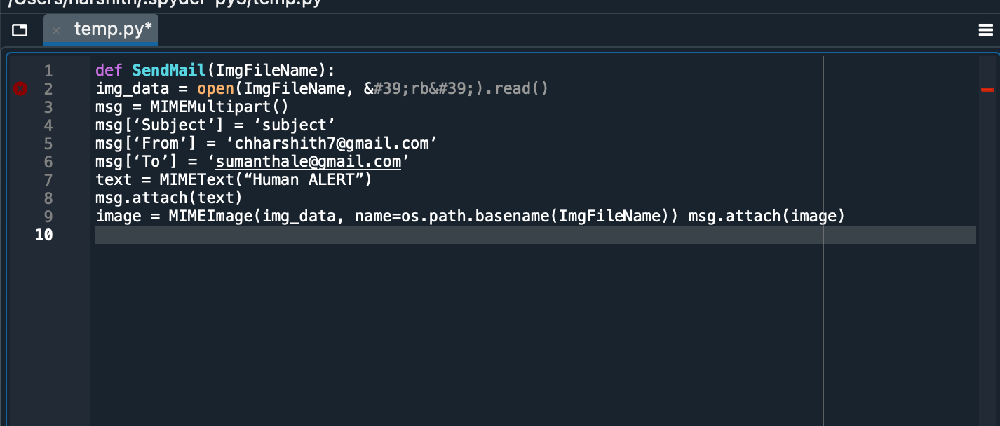 /Users/harshith/.spyder-py3/temp.py
temp.py*
1 def SendMail(ImgFileName):
2 img_data = open(ImgFileName, &#39;rb&#39;).read()
3 msg = MIMEMultipart()
4 msg[‘Subject’] = ‘subject’
5 msg[‘From’] = ‘chharshith7@gmail.com’
6 msg[‘To’] = ‘sumanthale@gmail.com’
7 text = MIMEText(“Human ALERT”)
8 msg.attach(text)
9 image = MIMEImage(img_data, name=os.path.basename(ImgFileName)) msg.attach(image)
10